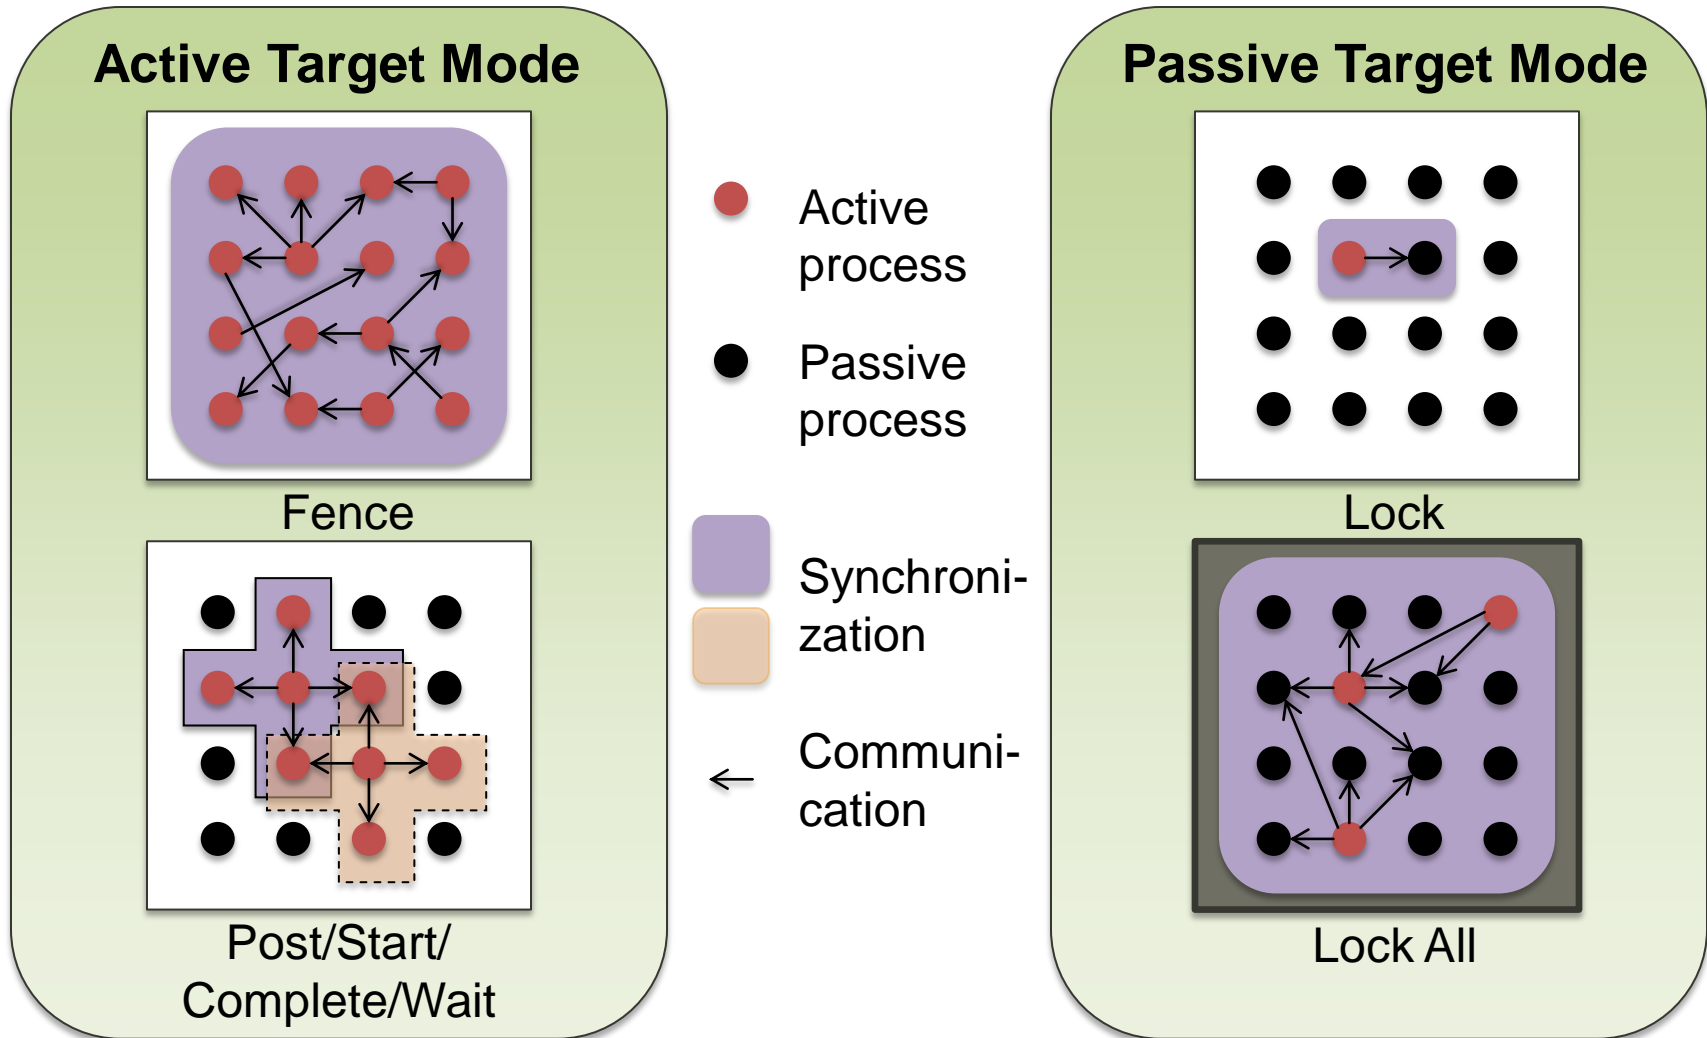 Active Target Mode
Fence
Post/Start/
Complete/Wait
Active
process
Passive
process
Synchroni-
zation
Communi-
cation
Passive Target Mode
Lock
Lock All